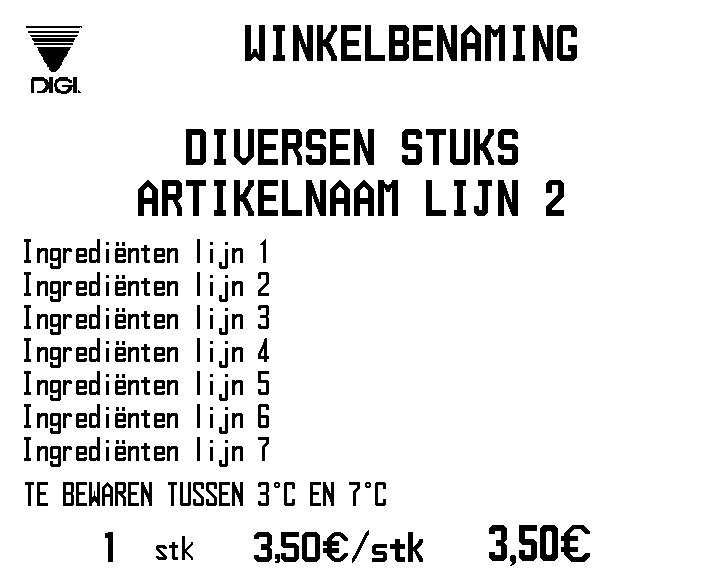 DIGI.
WINKELBENAMING
DIVERSEN STUKS
ARTIKELNAAM LIJN 2
Ingrediënten lijn 1
Ingrediënten lijn 2
Ingrediënten lijn 3
Ingrediënten lijn 4
Ingrediënten lijn 5
Ingrediënten lijn 6
Ingrediënten lijn 7
TE BEWAREN TUSSEN 3°C EN 7°C
1 stk 3,50€/stk 3,50€